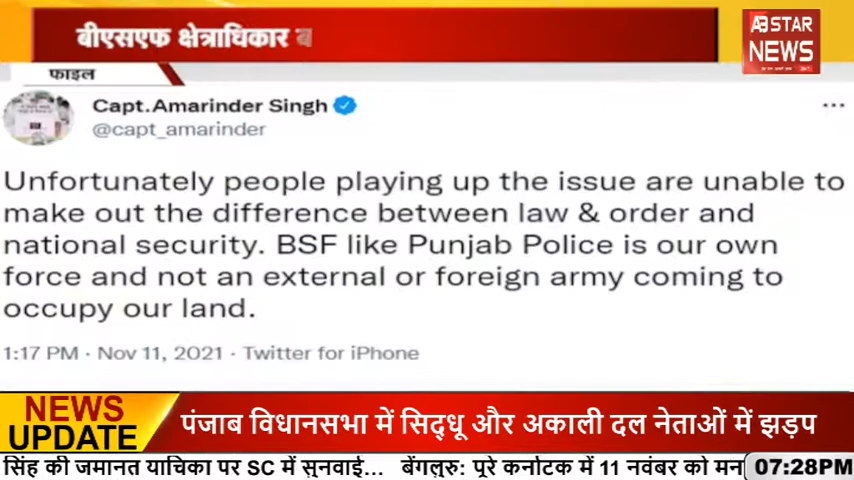 बीएसएफ क्षेत्राधिकार ब
AB STAR
NEWS
फाइल
Capt.Amarinder Singh
@capt_amarinder
Unfortunately people playing up the issue are unable to
make out the difference between law & order and
national security. BSF like Punjab Police is our own
force and not an external or foreign army coming to
occupy our land.
1:17 PM · Nov 11, 2021 · Twitter for iPhone
NEWS
UPDATE
पंजाब विधानसभा में सिद्धू और अकाली दल नेताओं में झड़प
सिंह की जमानत याचिका पर SC में सुनवाई... बेंगलुरु: पूरे कर्नाटक में 11 नवंबर को मन
07:28PM